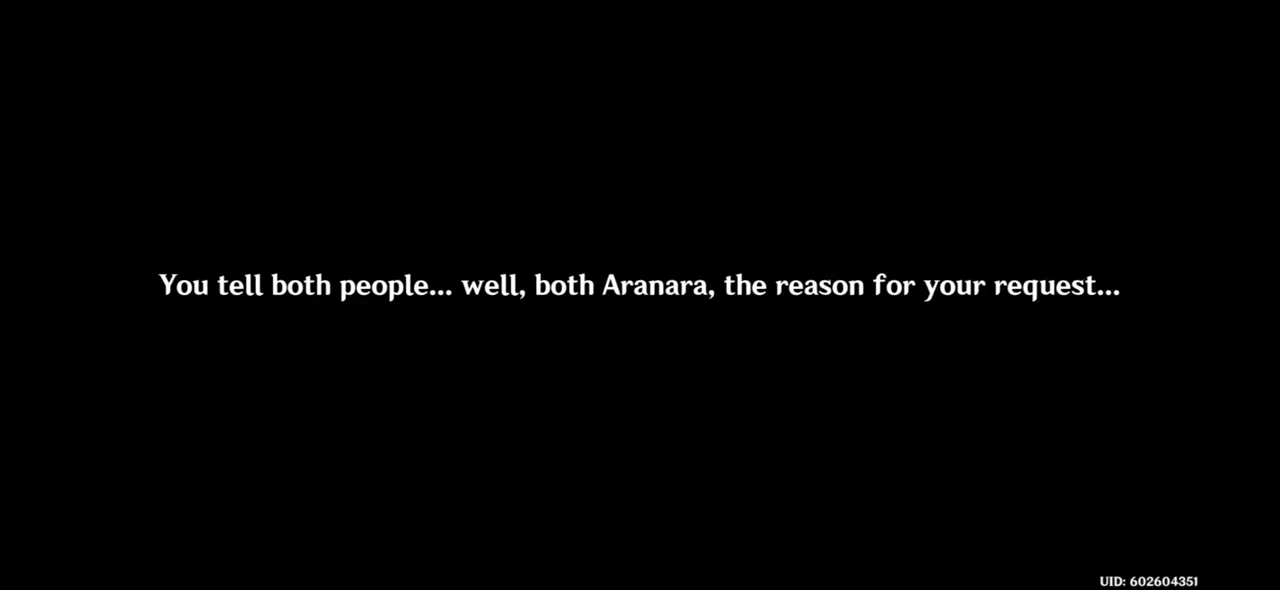 You tell both people... well, both Aranara, the reason for your request...
UID: 602604351